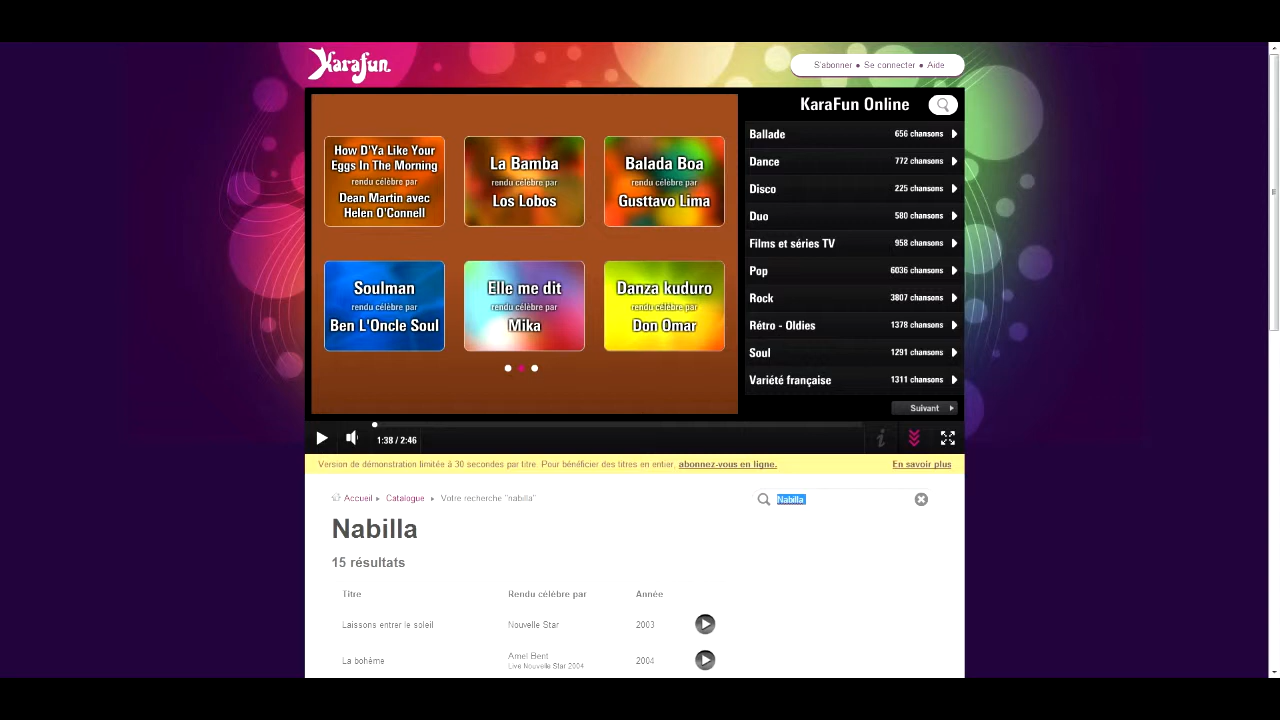 Karafun
S'abonner • Se connecter • Aide
How D'Ya Like Your
Eggs In The Morning
rendu célèbre par
Dean Martin avec
Helen O'Connell
La Bamba
rendu célèbre par
Los Lobos
Balada Boa
rendu célèbre par
Gusttavo Lima
Soulman
rendu célèbre par
Ben L'Oncle Soul
Elle me dit
rendu célèbre par
Mika
Danza kuduro
rendu célèbre par
Don Omar
KaraFun Online
Ballade 656 chansons
Dance 772 chansons
Disco 225 chansons
Duo 580 chansons
Films et séries TV 958 chansons
Pop 6036 chansons
Rock 3807 chansons
Rétro - Oldies 1378 chansons
Soul 1291 chansons
Variété française 1311 chansons
Suivant
1:38 / 2:46
i
Version de démonstration limitée à 30 secondes par titre. Pour bénéficier des titres en entier, abonnez-vous en ligne. En savoir plus
Accueil ▸ Catalogue ▸ Votre recherche "nabilla"
Nabilla
Nabilla
15 résultats
Titre Rendu célèbre par Année
Laissons entrer le soleil Nouvelle Star 2003
La bohème Amel Bent 2004
Live Nouvelle Star 2004